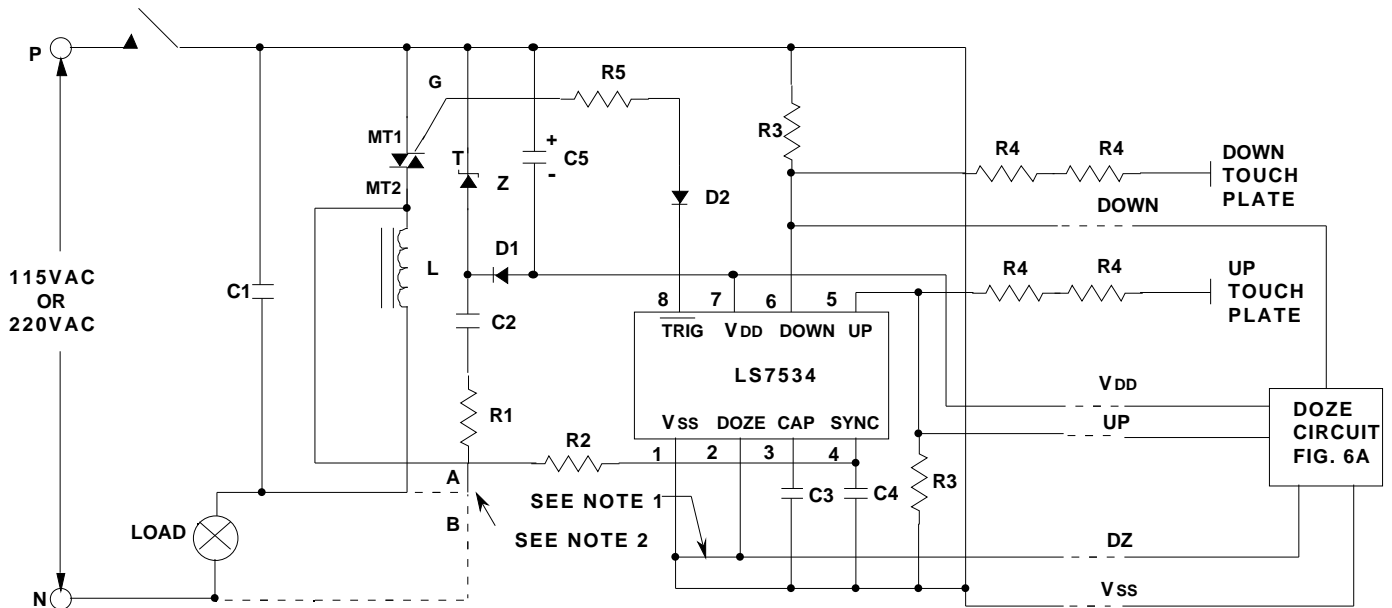 P
G
R5
MT1
R3
T
+
C5
-
R4
R4
DOWN
TOUCH
PLATE
MT2
Z
D2
DOWN
D1
115VAC
OR
220VAC
L
R4
R4
UP
TOUCH
PLATE
C1
8
7
6
5
C2
TRIG
VDD
DOWN
UP
LS7534
VDD
R1
VSS
DOZE
CAP
SYNC
UP
DOZE
CIRCUIT
FIG. 6A
R2
1
2
3
4
A
R3
C3
C4
SEE NOTE 1
B
LOAD
SEE NOTE 2
DZ
VSS
N